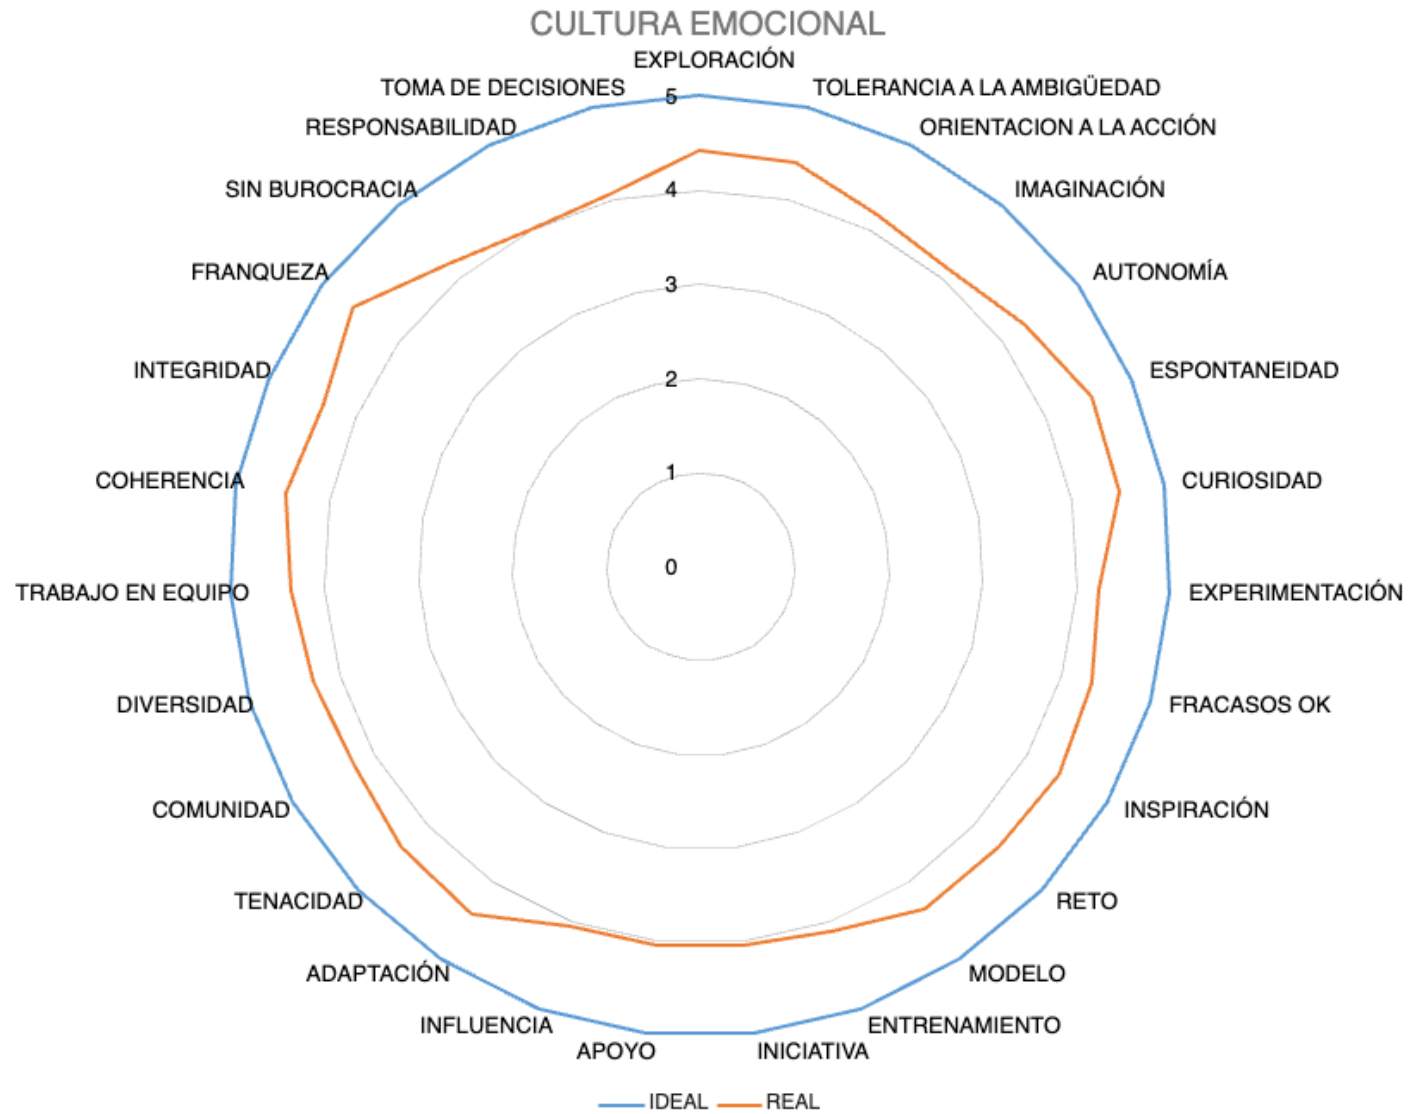 CULTURA EMOCIONAL
EXPLORACIÓN
TOLERANCIA A LA AMBIGÜEDAD
ORIENTACION A LA ACCIÓN
IMAGINACIÓN
AUTONOMÍA
ESPONTANEIDAD
CURIOSIDAD
EXPERIMENTACIÓN
FRACASOS OK
INSPIRACIÓN
RETO
MODELO
ENTRENAMIENTO
INICIATIVA
APOYO
INFLUENCIA
ADAPTACIÓN
TENACIDAD
COMUNIDAD
DIVERSIDAD
TRABAJO EN EQUIPO
COHERENCIA
INTEGRIDAD
FRANQUEZA
SIN BUROCRACIA
RESPONSABILIDAD
TOMA DE DECISIONES
5
4
3
2
1
0
IDEAL
REAL